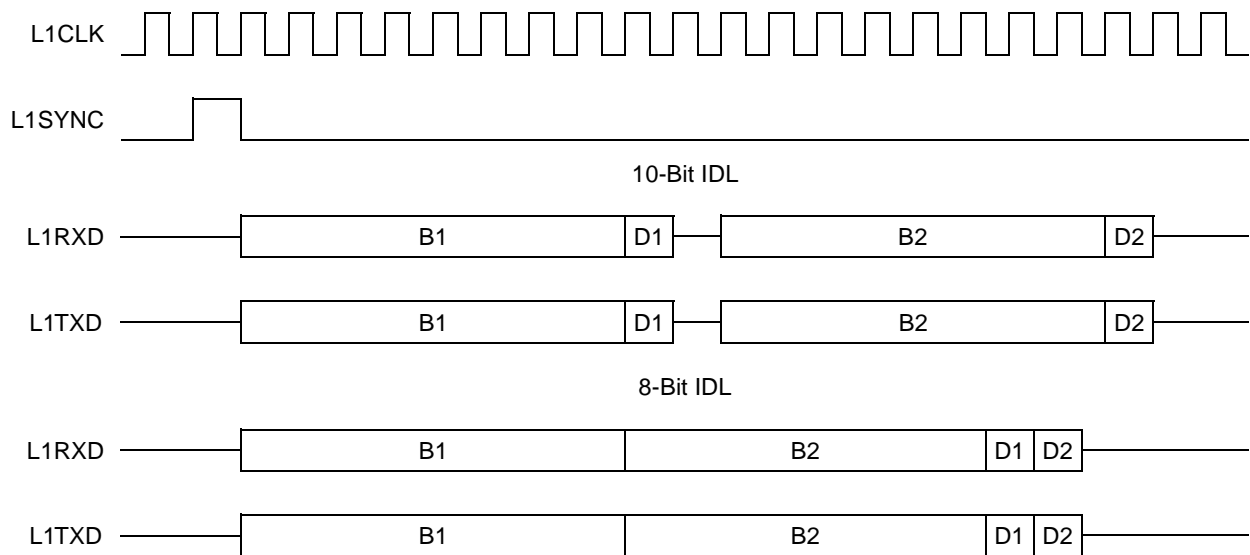 L1CLK
L1SYNC
10-Bit IDL
L1RXD B1 D1 B2 D2
L1TXD B1 D1 B2 D2
8-Bit IDL
L1RXD B1 B2 D1 D2
L1TXD B1 B2 D1 D2